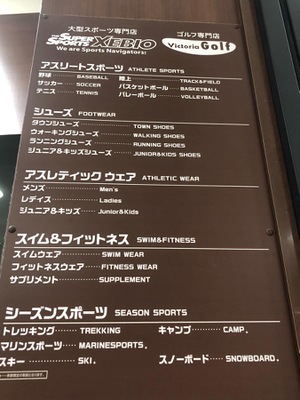 大型スポーツ専門店 ゴルフ専門店
SUPER SPORTS XEBIO Victoria Golf
We are Sports Navigators!
アスリートスポーツ ATHLETE SPORTS
野球 BASEBALL 陸上 TRACK&FIELD
サッカー SOCCER バスケットボール BASKETBALL
テニス TENNIS バレーボール VOLLEYBALL
シューズ FOOTWEAR
タウンシューズ TOWN SHOES
ウォーキングシューズ WALKING SHOES
ランニングシューズ RUNNING SHOES
ジュニア&キッズシューズ JUNIOR&KIDS SHOES
アスレティック ウェア ATHLETIC WEAR
メンズ Men's
レディス Ladies
ジュニア&キッズ Junior&Kids
スイム&フィットネス SWIM&FITNESS
スイムウェア SWIM WEAR
フィットネスウェア FITNESS WEAR
サプリメント SUPPLEMENT
シーズンスポーツ SEASON SPORTS
トレッキング TREKKING キャンプ CAMP.
マリンスポーツ MARINESPORTS.
スキー SKI. スノーボード SNOWBOARD.